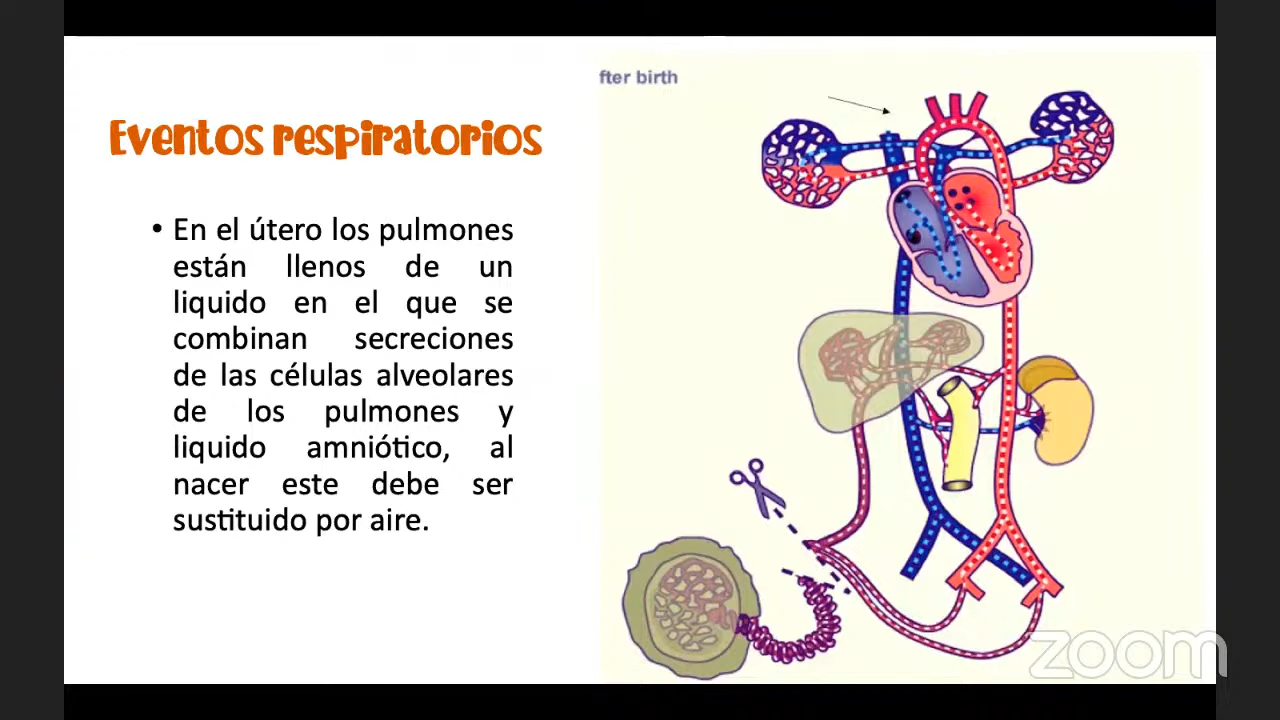 fter birth
Eventos respiratorios
• En el útero los pulmones
están llenos de un
liquido en el que se
combinan secreciones
de las células alveolares
de los pulmones y
liquido amniótico, al
nacer este debe ser
sustituido por aire.
zoom